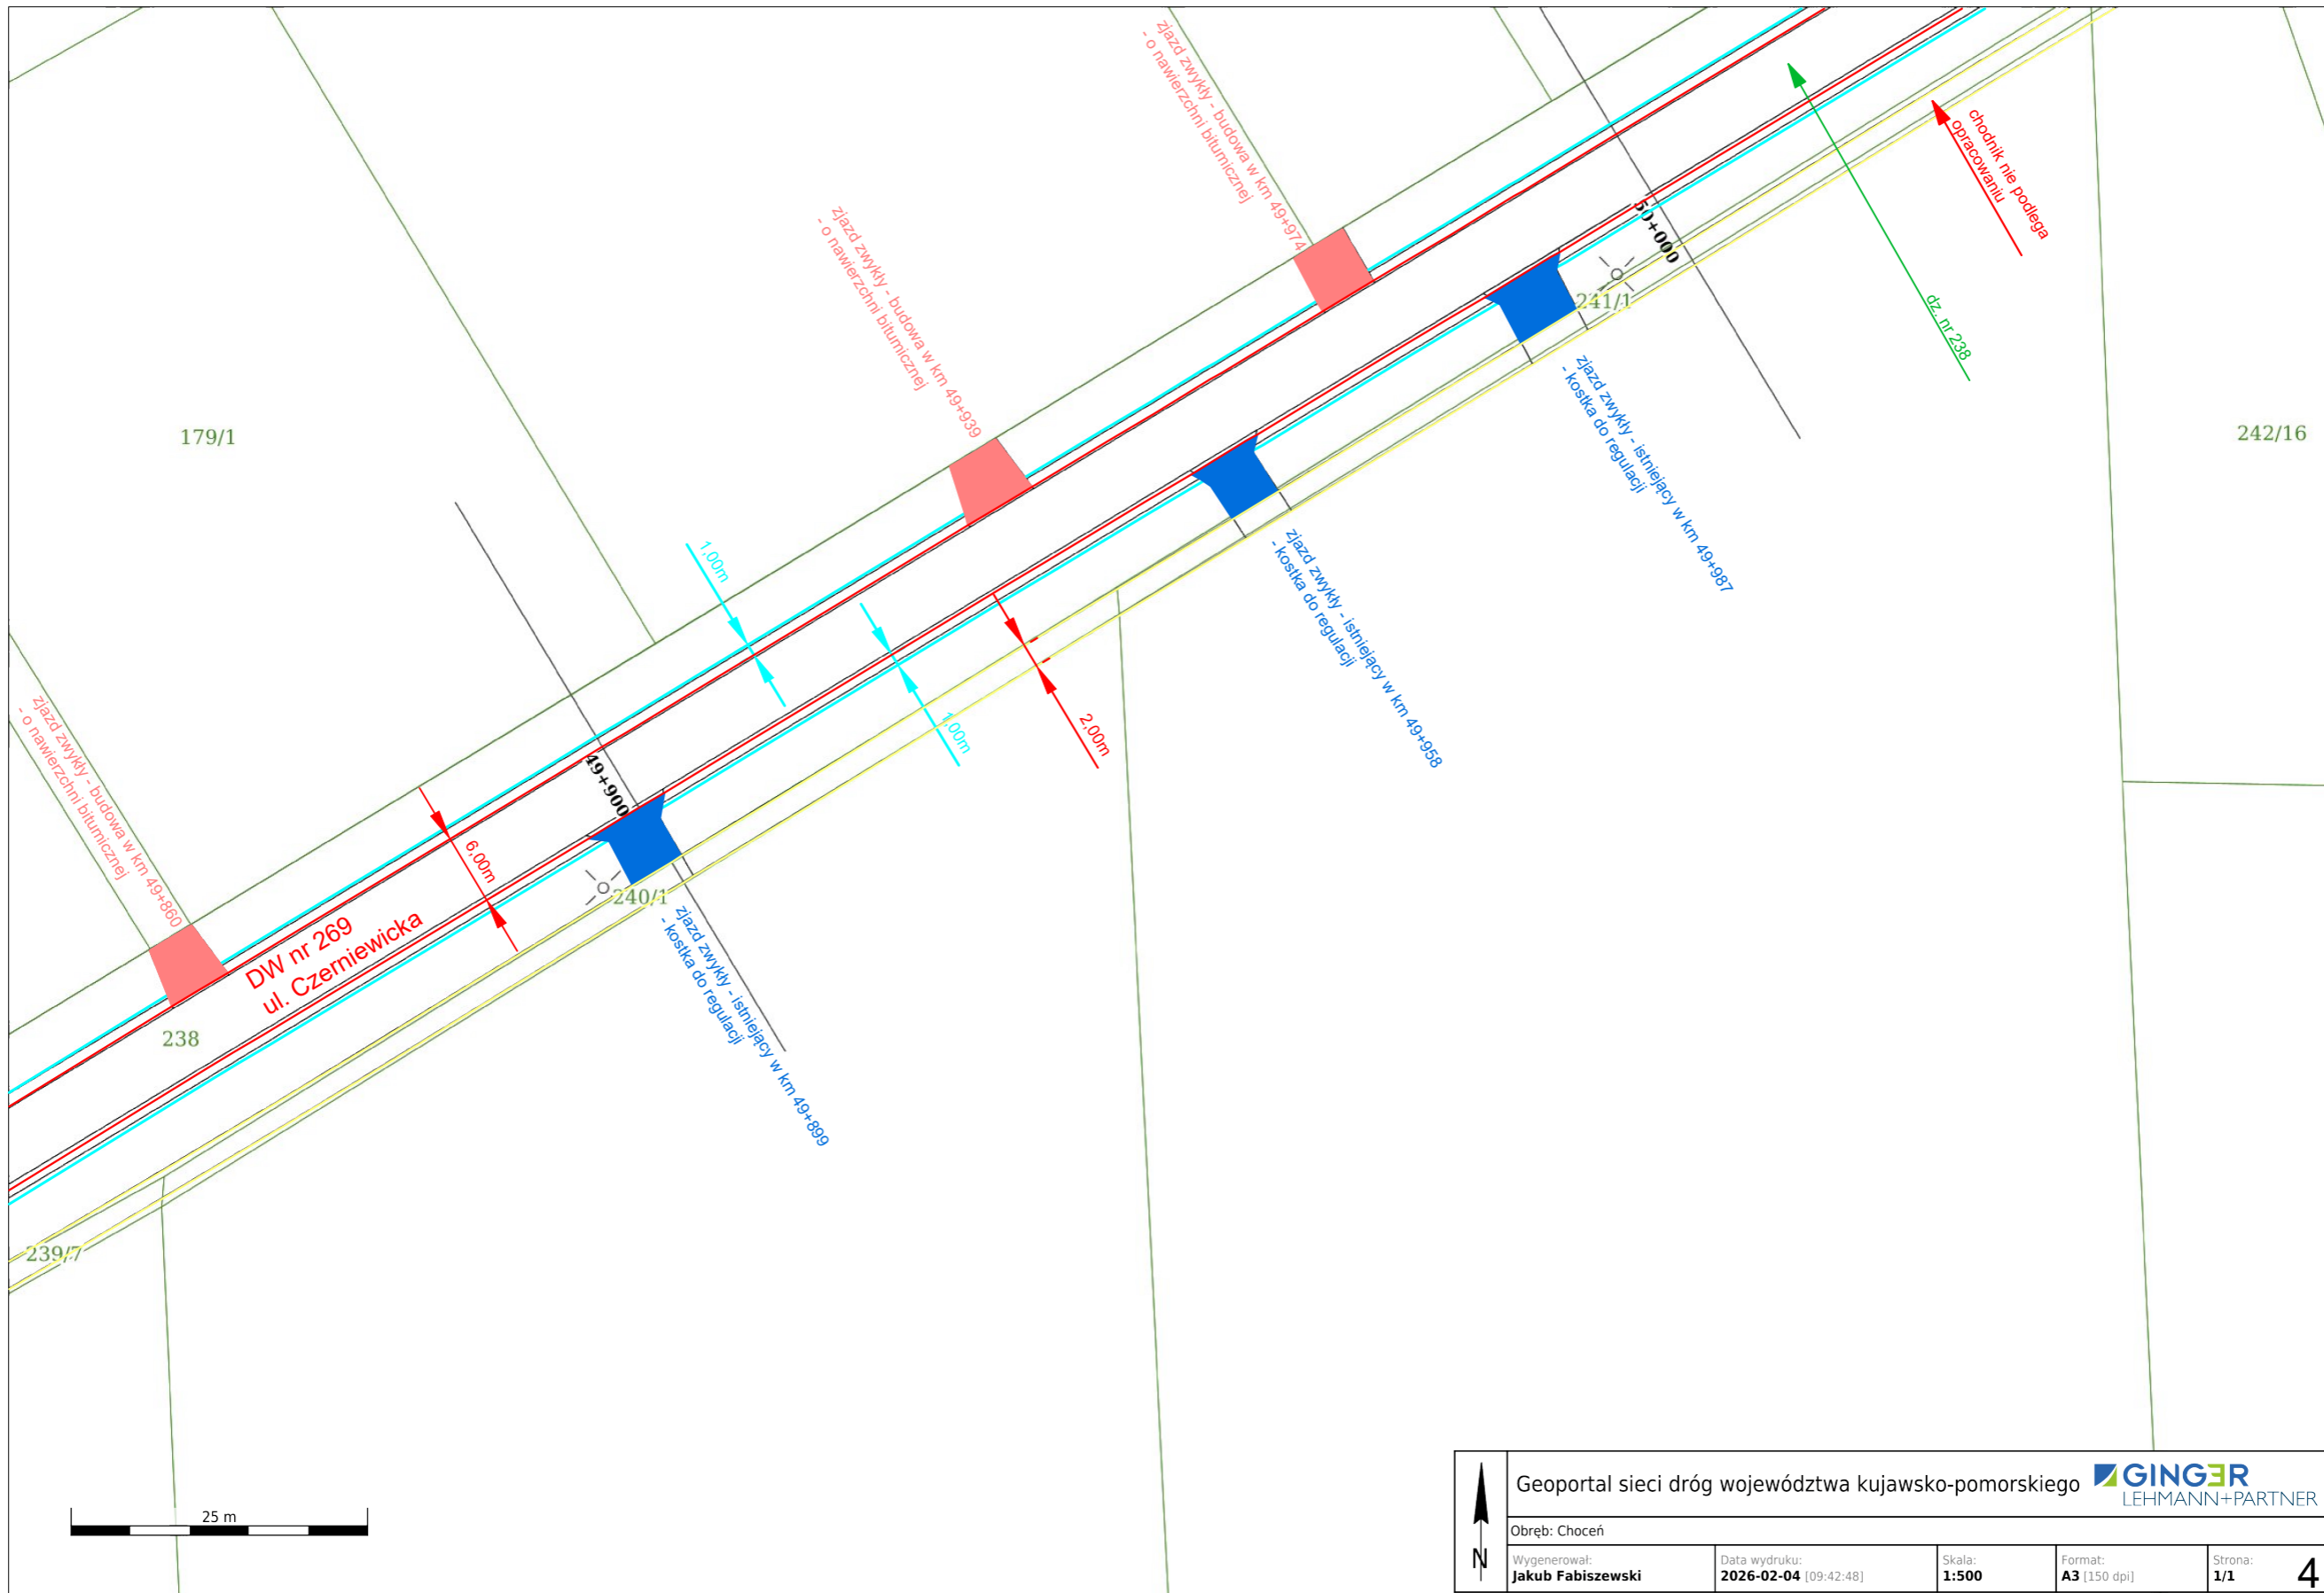 zjazd zwykły - budowa w km 49+974
- o nawierzchni bitumicznej
chodnik nie podlega
opracowaniu
zjazd zwykły - budowa w km 49+939
- o nawierzchni bitumicznej
50+000
241/1
dz. nr 238
179/1
242/16
zjazd zwykły - istniejący w km 49+987
- kostka do regulacji
1,00m
zjazd zwykły - istniejący w km 49+958
- kostka do regulacji
1,00m
2,00m
zjazd zwykły - budowa w km 49+860
- o nawierzchni bitumicznej
49+900
6,00m
240/1
DW nr 269
ul. Czerniewicka
zjazd zwykły - istniejący w km 49+899
- kostka do regulacji
238
239/7
25 m
N
Geoportal sieci dróg województwa kujawsko-pomorskiego
GINGER
LEHMANN+PARTNER
Obręb: Choceń
Wygenerował:
Jakub Fabiszewski
Data wydruku:
2026-02-04 [09:42:48]
Skala:
1:500
Format:
A3 [150 dpi]
Strona:
1/1
4